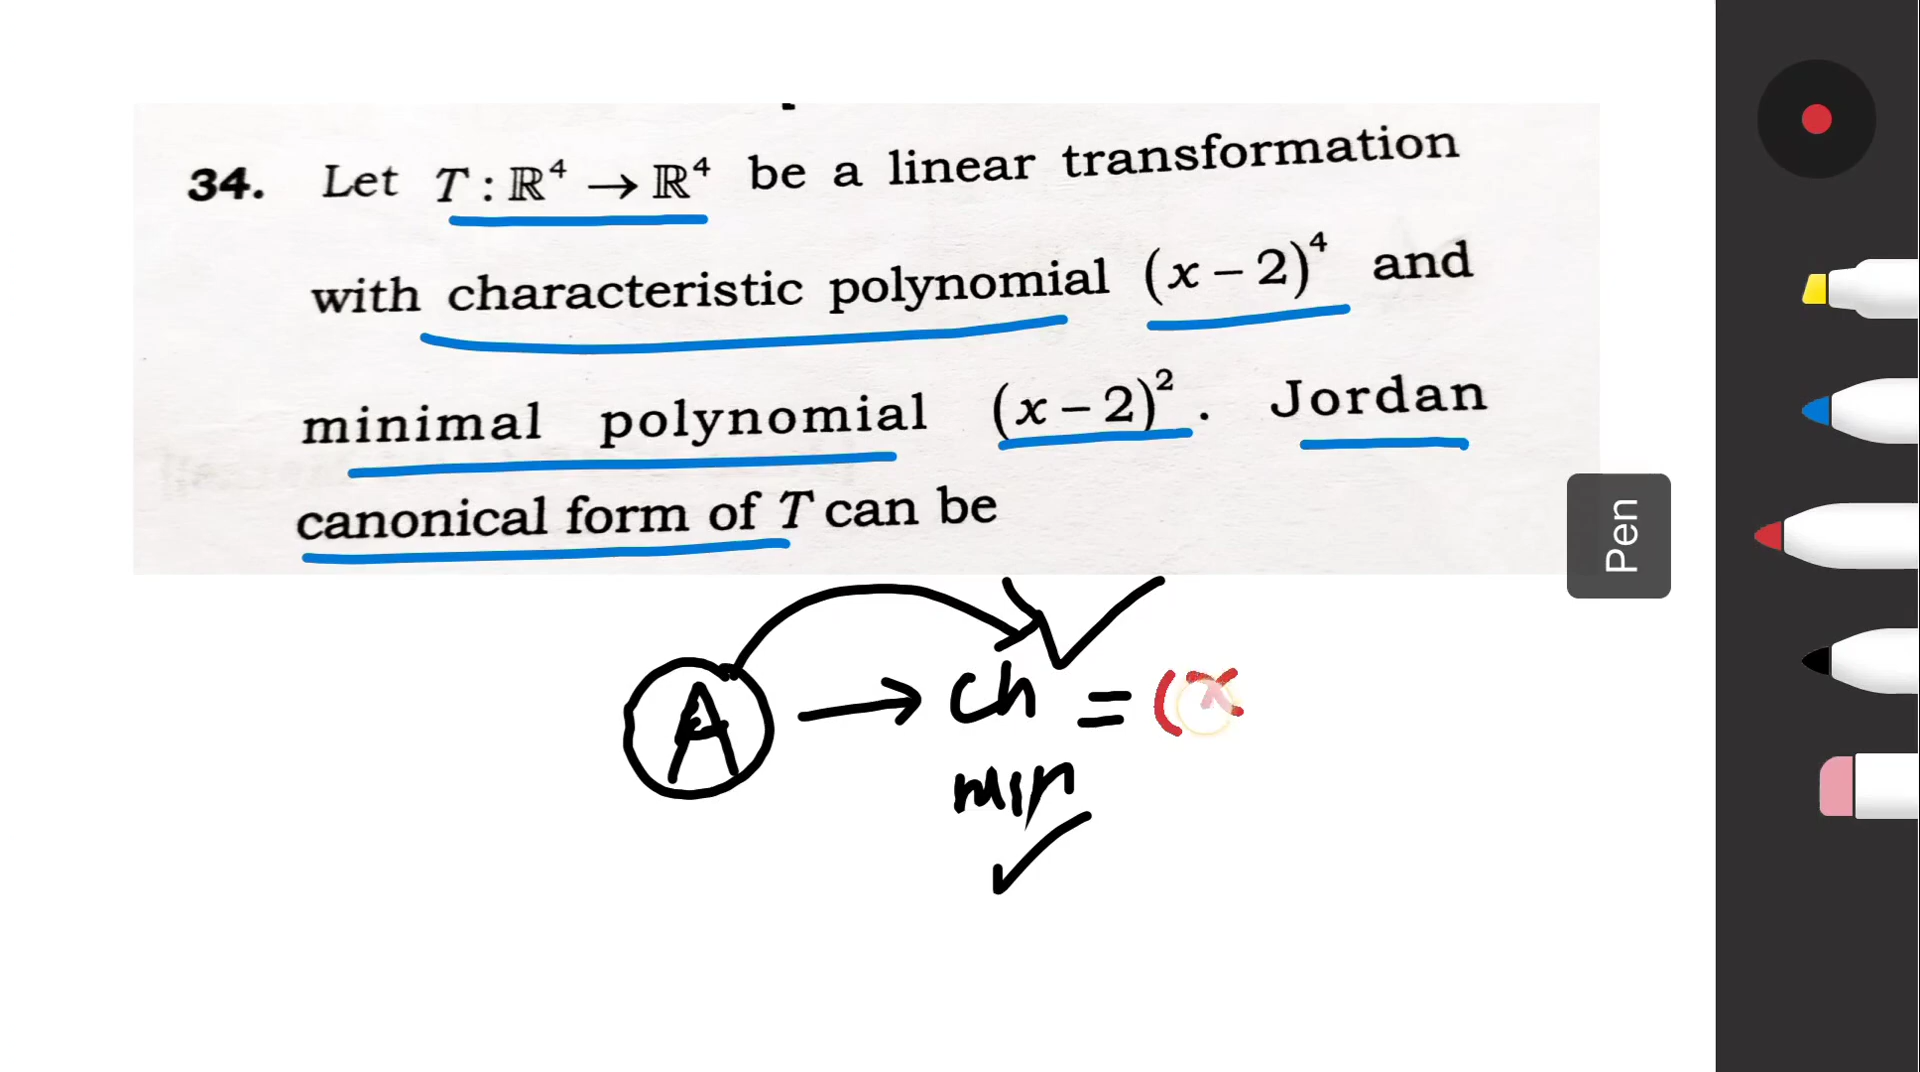 34. Let T : ℝ⁴ → ℝ⁴ be a linear transformation
with characteristic polynomial (x – 2)⁴ and
minimal polynomial (x – 2)². Jordan
canonical form of T can be
A → ch = (x
min
Pen